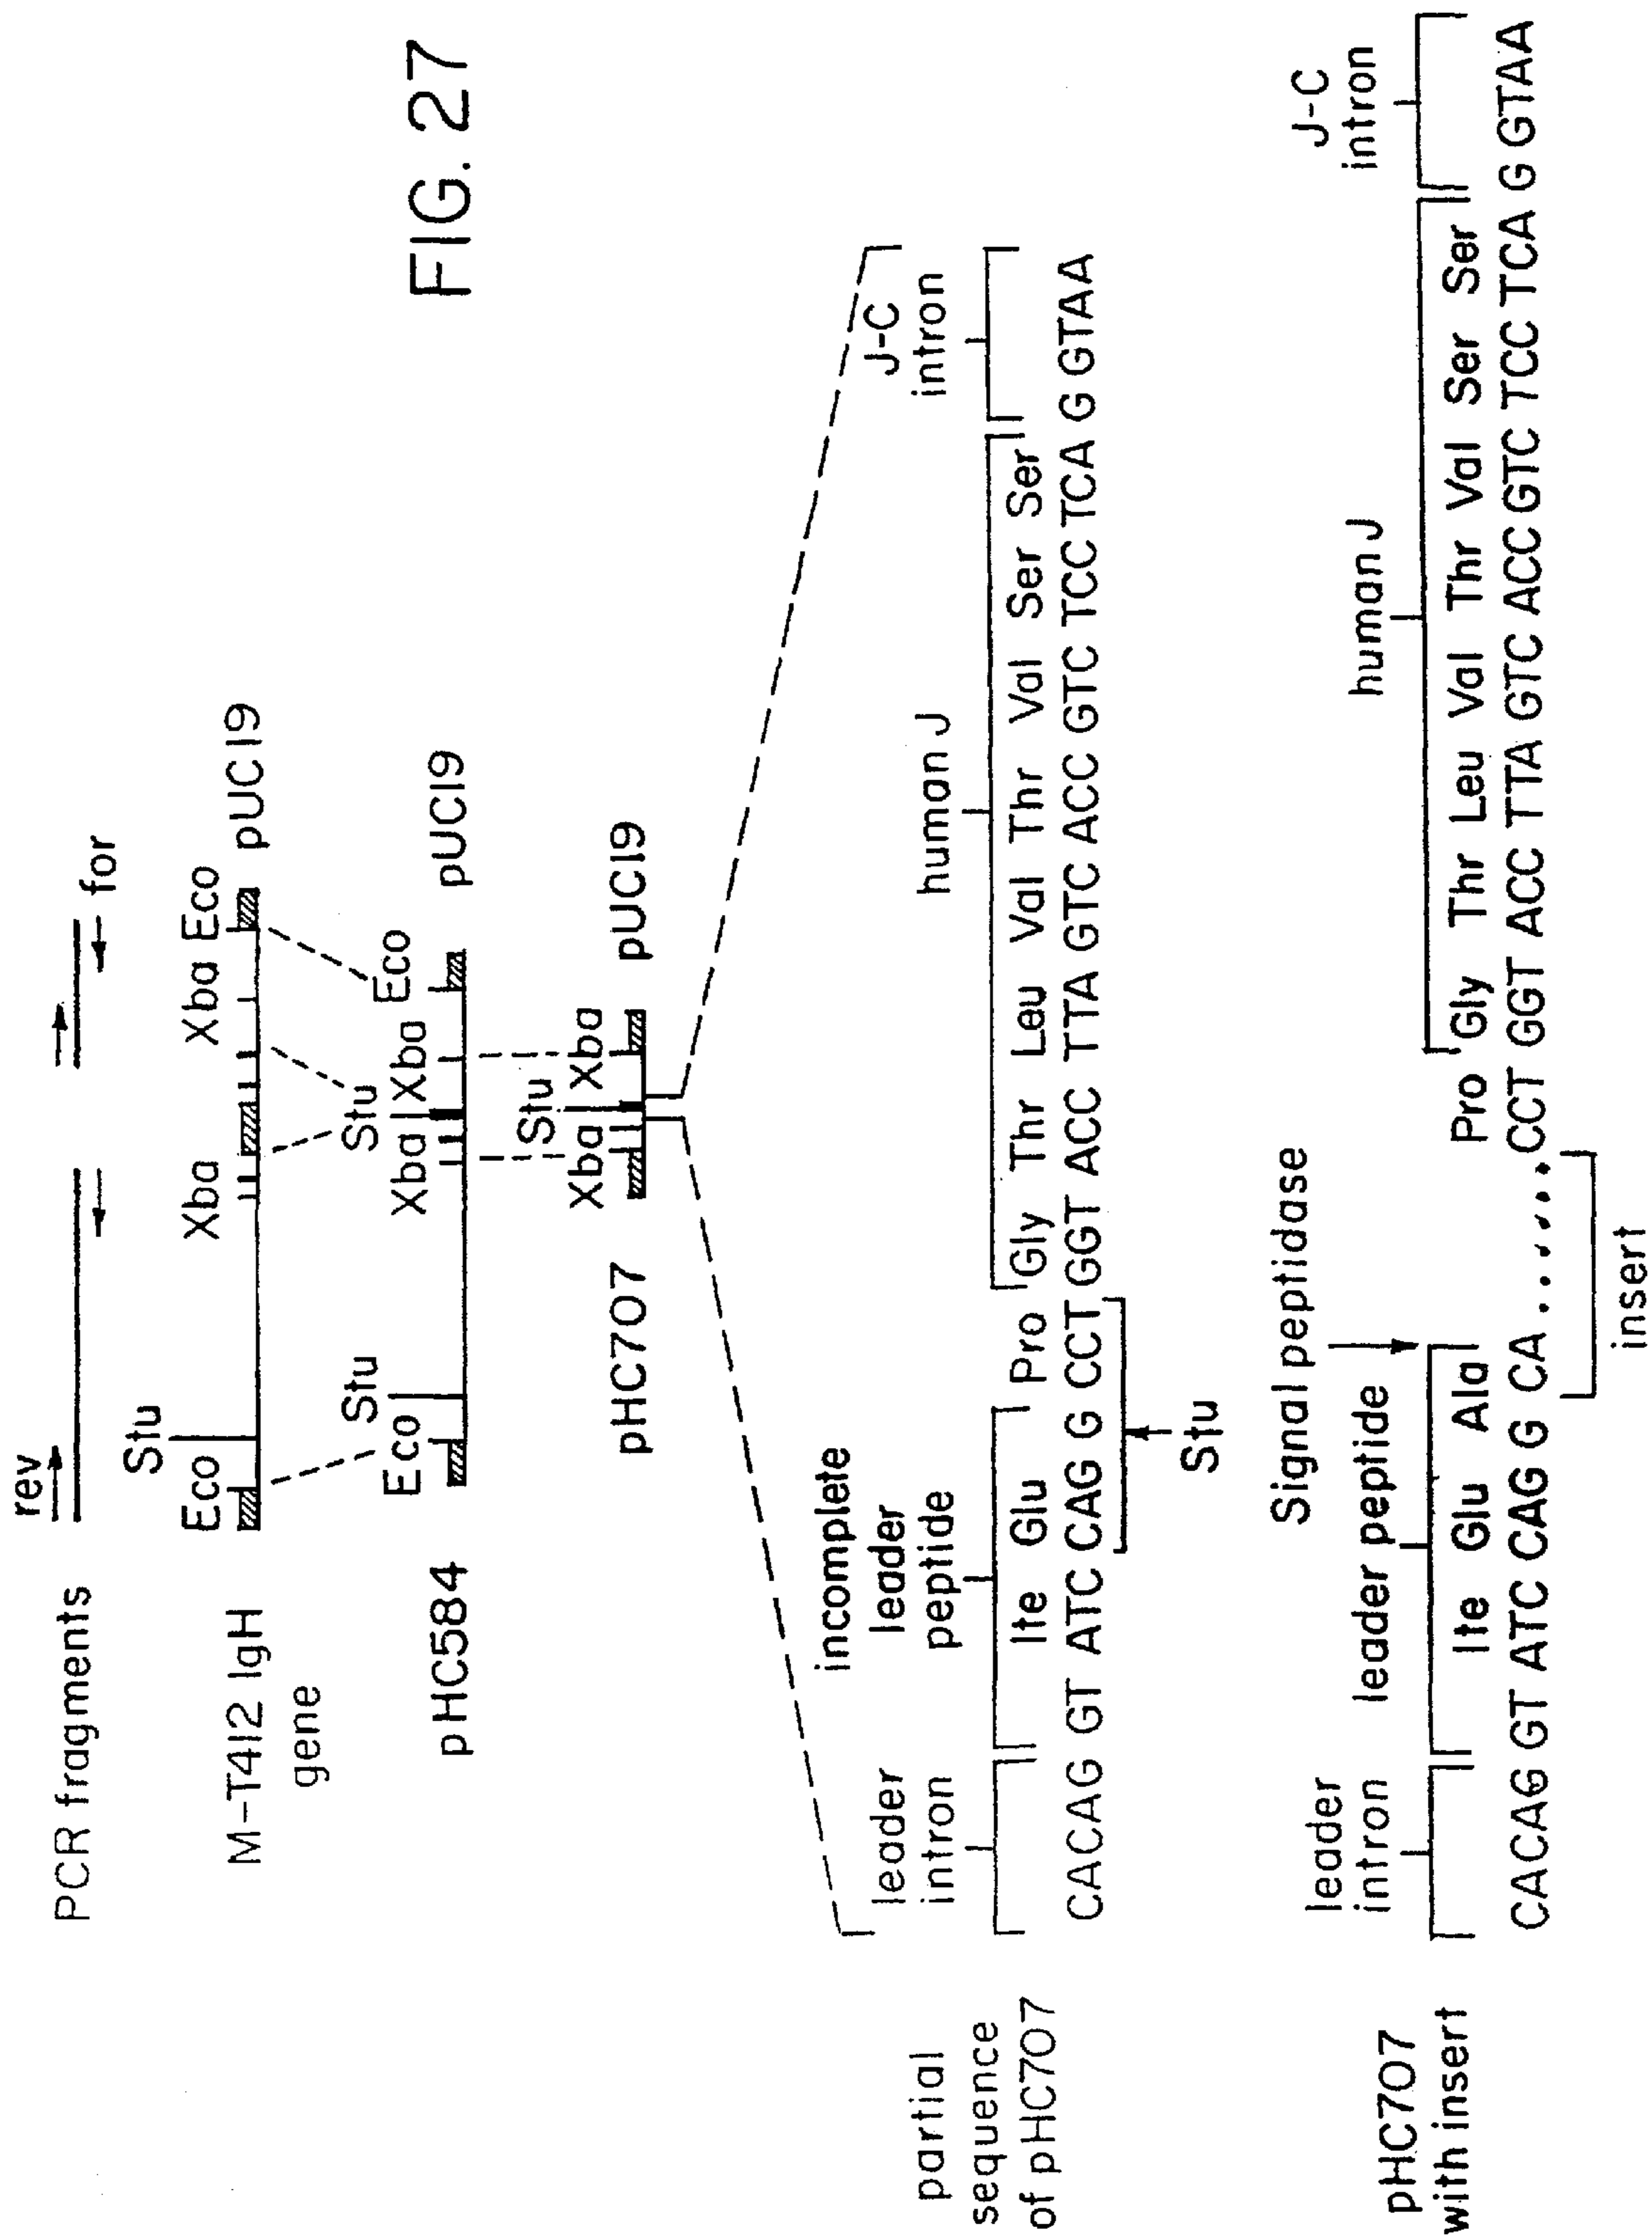 FIG. 27
PCR fragments
rev
for
M-T412 IgH
gene
Eco
Stu
Xba
Xba
Eco
pUC19
pHC584
Eco
Stu
Xba
Stu
Xba
Eco
pUC19
pHC707
Xba
Stu
Xba
pUC19
partial
sequence
of pHC707
leader
intron
incomplete
leader
peptide
human J
J-C
intron
Ite Glu Pro Gly Thr Leu Val Thr Val Ser Ser
CACAG GT ATC CAG G CCT GGT ACC TTA GTC ACC GTC TCC TCA G GTAA
Stu
pHC707
with insert
leader
intron
leader peptide
Signal peptidase
human J
J-C
intron
Ite Glu Ala Pro Gly Thr Leu Val Thr Val Ser Ser
CACAG GT ATC CAG G CA ...... CCT GGT ACC TTA GTC ACC GTC TCC TCA G GTAA
insert